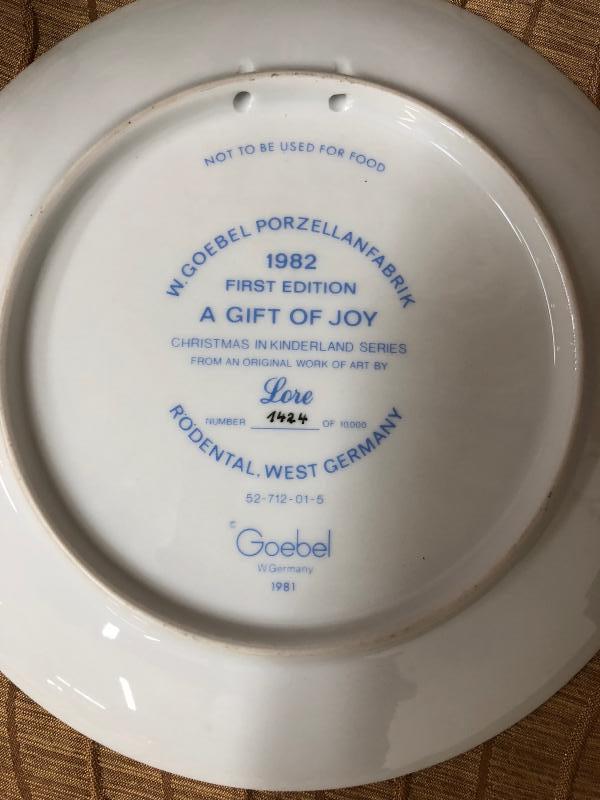 NOT TO BE USED FOR FOOD
W. GOEBEL PORZELLANFABRIK
1982
FIRST EDITION
A GIFT OF JOY
CHRISTMAS IN KINDERLAND SERIES
FROM AN ORIGINAL WORK OF ART BY
Lore
NUMBER 1424 OF 10.000
RÖDENTAL, WEST GERMANY
52-712-01-5
© Goebel
W.Germany
1981